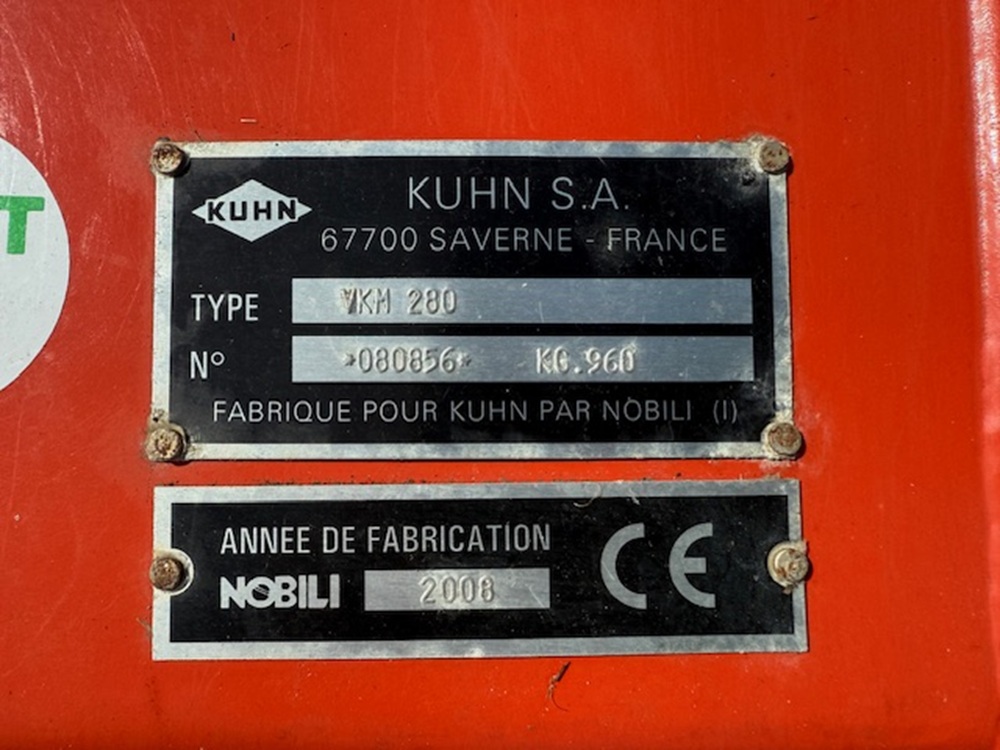 T
KUHN
KUHN S.A.
67700 SAVERNE - FRANCE
TYPE VKM 280
N° *080856* KG.960
FABRIQUE POUR KUHN PAR NOBILI (I)
ANNEE DE FABRICATION
NOBILI 2008
CE